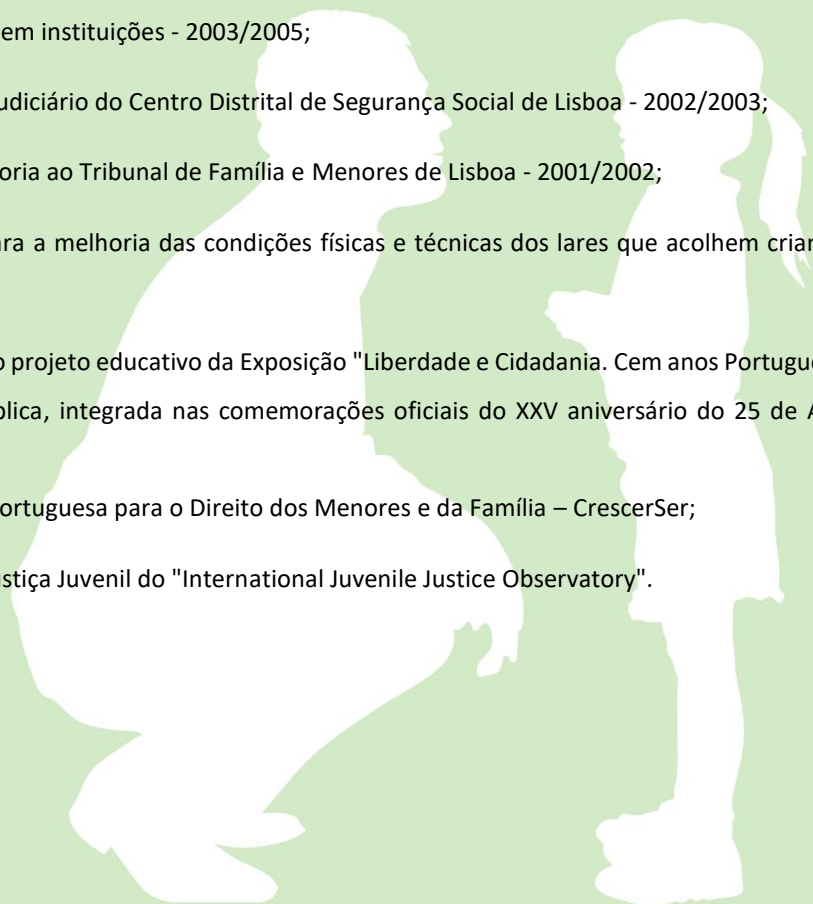 em instituições - 2003/2005;
udiciário do Centro Distrital de Segurança Social de Lisboa - 2002/2003;
oria ao Tribunal de Família e Menores de Lisboa - 2001/2002;
ra a melhoria das condições físicas e técnicas dos lares que acolhem crian
o projeto educativo da Exposição "Liberdade e Cidadania. Cem anos Portugue
blica, integrada nas comemorações oficiais do XXV aniversário do 25 de A
ortuguesa para o Direito dos Menores e da Família – CrescerSer;
stiça Juvenil do "International Juvenile Justice Observatory".